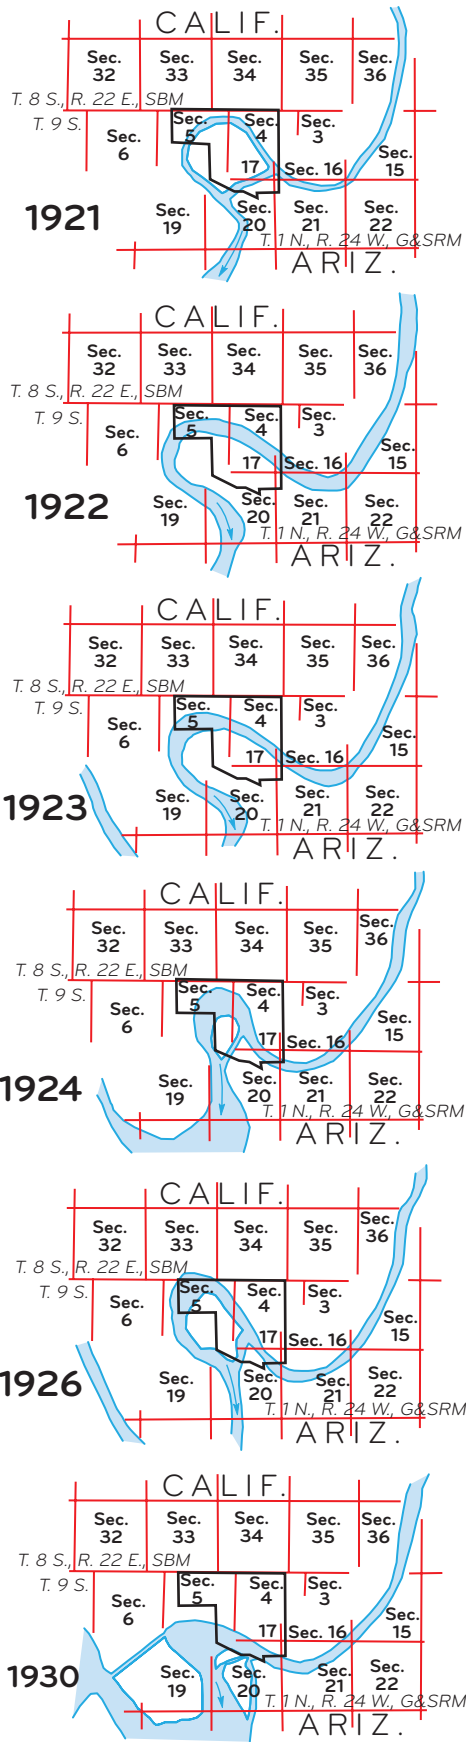 CALIF.
Sec. 32 Sec. 33 Sec. 34 Sec. 35 Sec. 36
T. 8 S., R. 22 E., SBM
T. 9 S.
Sec. 6 Sec. 5 Sec. 4 Sec. 3
17 Sec. 16 Sec. 15
1921
Sec. 19 Sec. 20 Sec. 21 Sec. 22
T. 1 N., R. 24 W., G&SRM
ARIZ.
CALIF.
Sec. 32 Sec. 33 Sec. 34 Sec. 35 Sec. 36
T. 8 S., R. 22 E., SBM
T. 9 S.
Sec. 6 Sec. 5 Sec. 4 Sec. 3
17 Sec. 16 Sec. 15
1922
Sec. 19 Sec. 20 Sec. 21 Sec. 22
T. 1 N., R. 24 W., G&SRM
ARIZ.
CALIF.
Sec. 32 Sec. 33 Sec. 34 Sec. 35 Sec. 36
T. 8 S., R. 22 E., SBM
T. 9 S.
Sec. 6 Sec. 5 Sec. 4 Sec. 3
17 Sec. 16 Sec. 15
1923
Sec. 19 Sec. 20 Sec. 21 Sec. 22
T. 1 N., R. 24 W., G&SRM
ARIZ.
CALIF.
Sec. 32 Sec. 33 Sec. 34 Sec. 35 Sec. 36
T. 8 S., R. 22 E., SBM
T. 9 S.
Sec. 6 Sec. 5 Sec. 4 Sec. 3
17 Sec. 16 Sec. 15
1924
Sec. 19 Sec. 20 Sec. 21 Sec. 22
T. 1 N., R. 24 W., G&SRM
ARIZ.
CALIF.
Sec. 32 Sec. 33 Sec. 34 Sec. 35 Sec. 36
T. 8 S., R. 22 E., SBM
T. 9 S.
Sec. 6 Sec. 5 Sec. 4 Sec. 3
17 Sec. 16 Sec. 15
1926
Sec. 19 Sec. 20 Sec. 21 Sec. 22
T. 1 N., R. 24 W., G&SRM
ARIZ.
CALIF.
Sec. 32 Sec. 33 Sec. 34 Sec. 35 Sec. 36
T. 8 S., R. 22 E., SBM
T. 9 S.
Sec. 6 Sec. 5 Sec. 4 Sec. 3
17 Sec. 16 Sec. 15
1930
Sec. 19 Sec. 20 Sec. 21 Sec. 22
T. 1 N., R. 24 W., G&SRM
ARIZ.